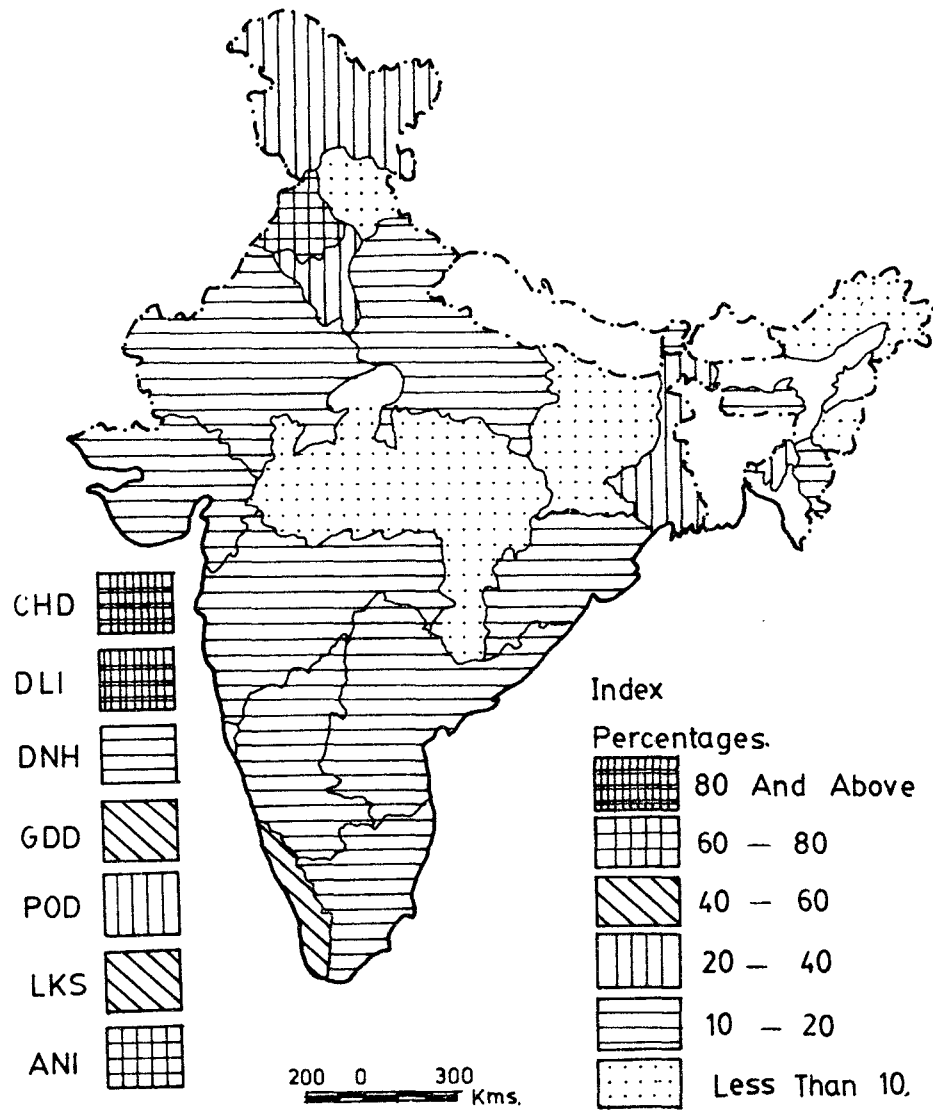 CHD
DLI
DNH
GDD
POD
LKS
ANI
Index
Percentages.
80 And Above
60 — 80
40 — 60
20 — 40
10 — 20
Less Than 10.
200 0 300
Kms.